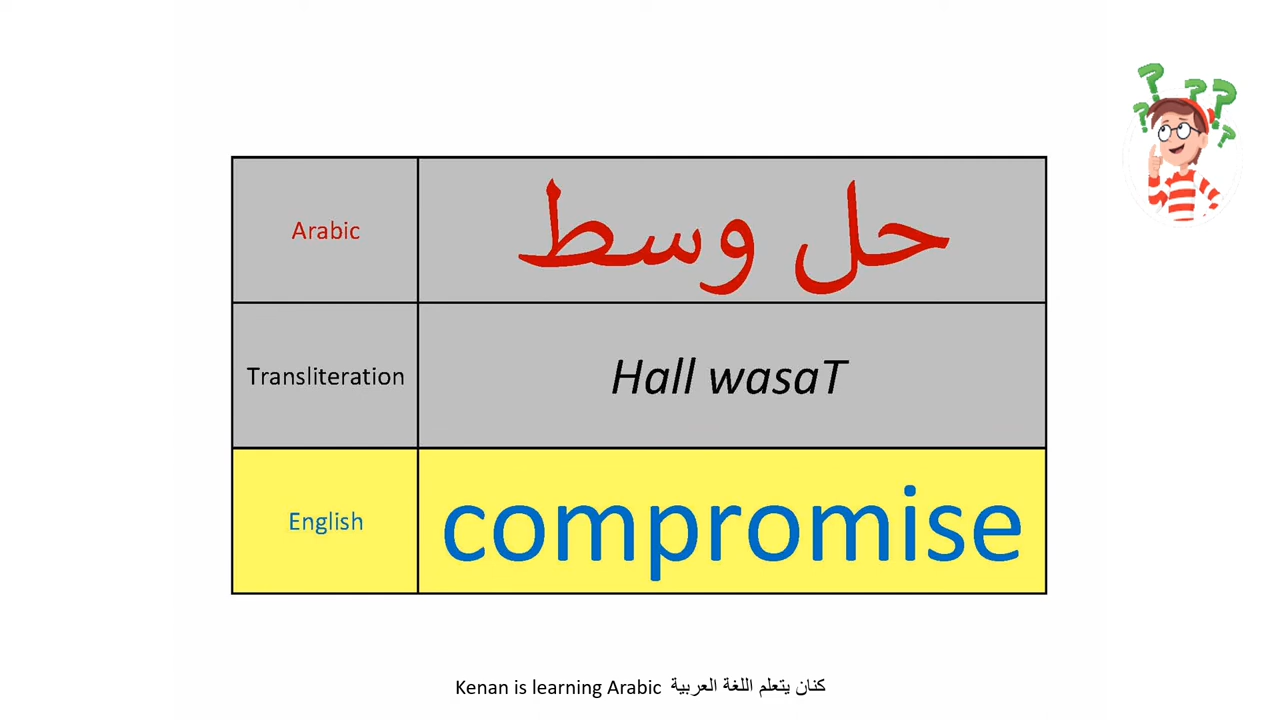 Arabic حل وسط
Transliteration Hall wasaT
English compromise
Kenan is learning Arabic كنان يتعلم اللغة العربية